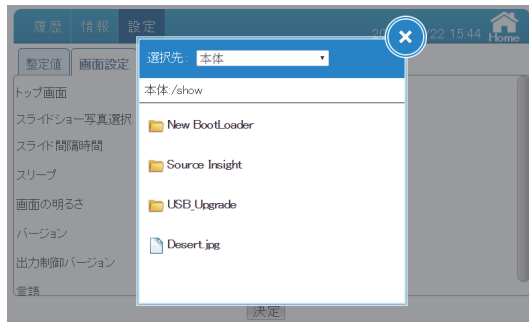 履歴 情報 設定
22 15:44 Home
整定値 画面設定
選択先: 本体
本体:/show
トップ画面
スライドショー写真選択
スライド間隔時間
スリープ
画面の明るさ
バージョン
出力制御バージョン
言語
New BootLoader
Source Insight
USB_Upgrade
Desert.jpg
決定